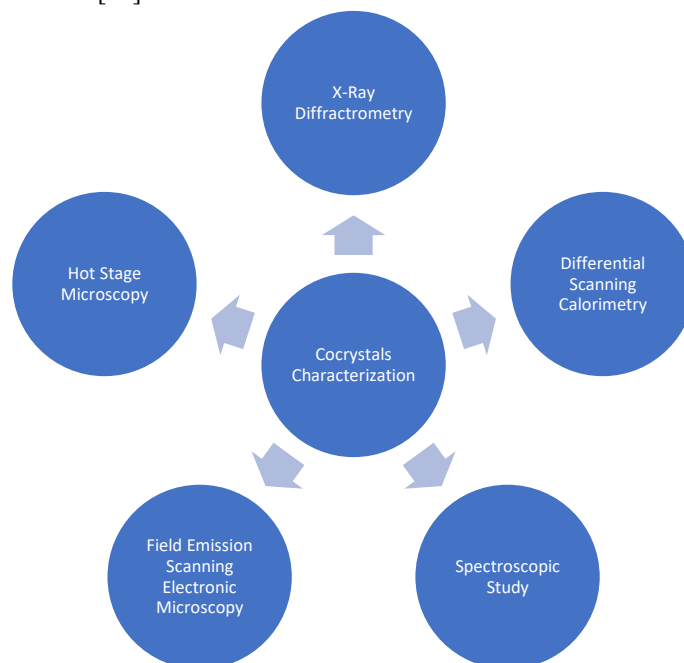 X-Ray
Diffractrometry
Hot Stage
Microscopy
Differential
Scanning
Calorimetry
Cocrystals
Characterization
Field Emission
Scanning
Electronic
Microscopy
Spectroscopic
Study